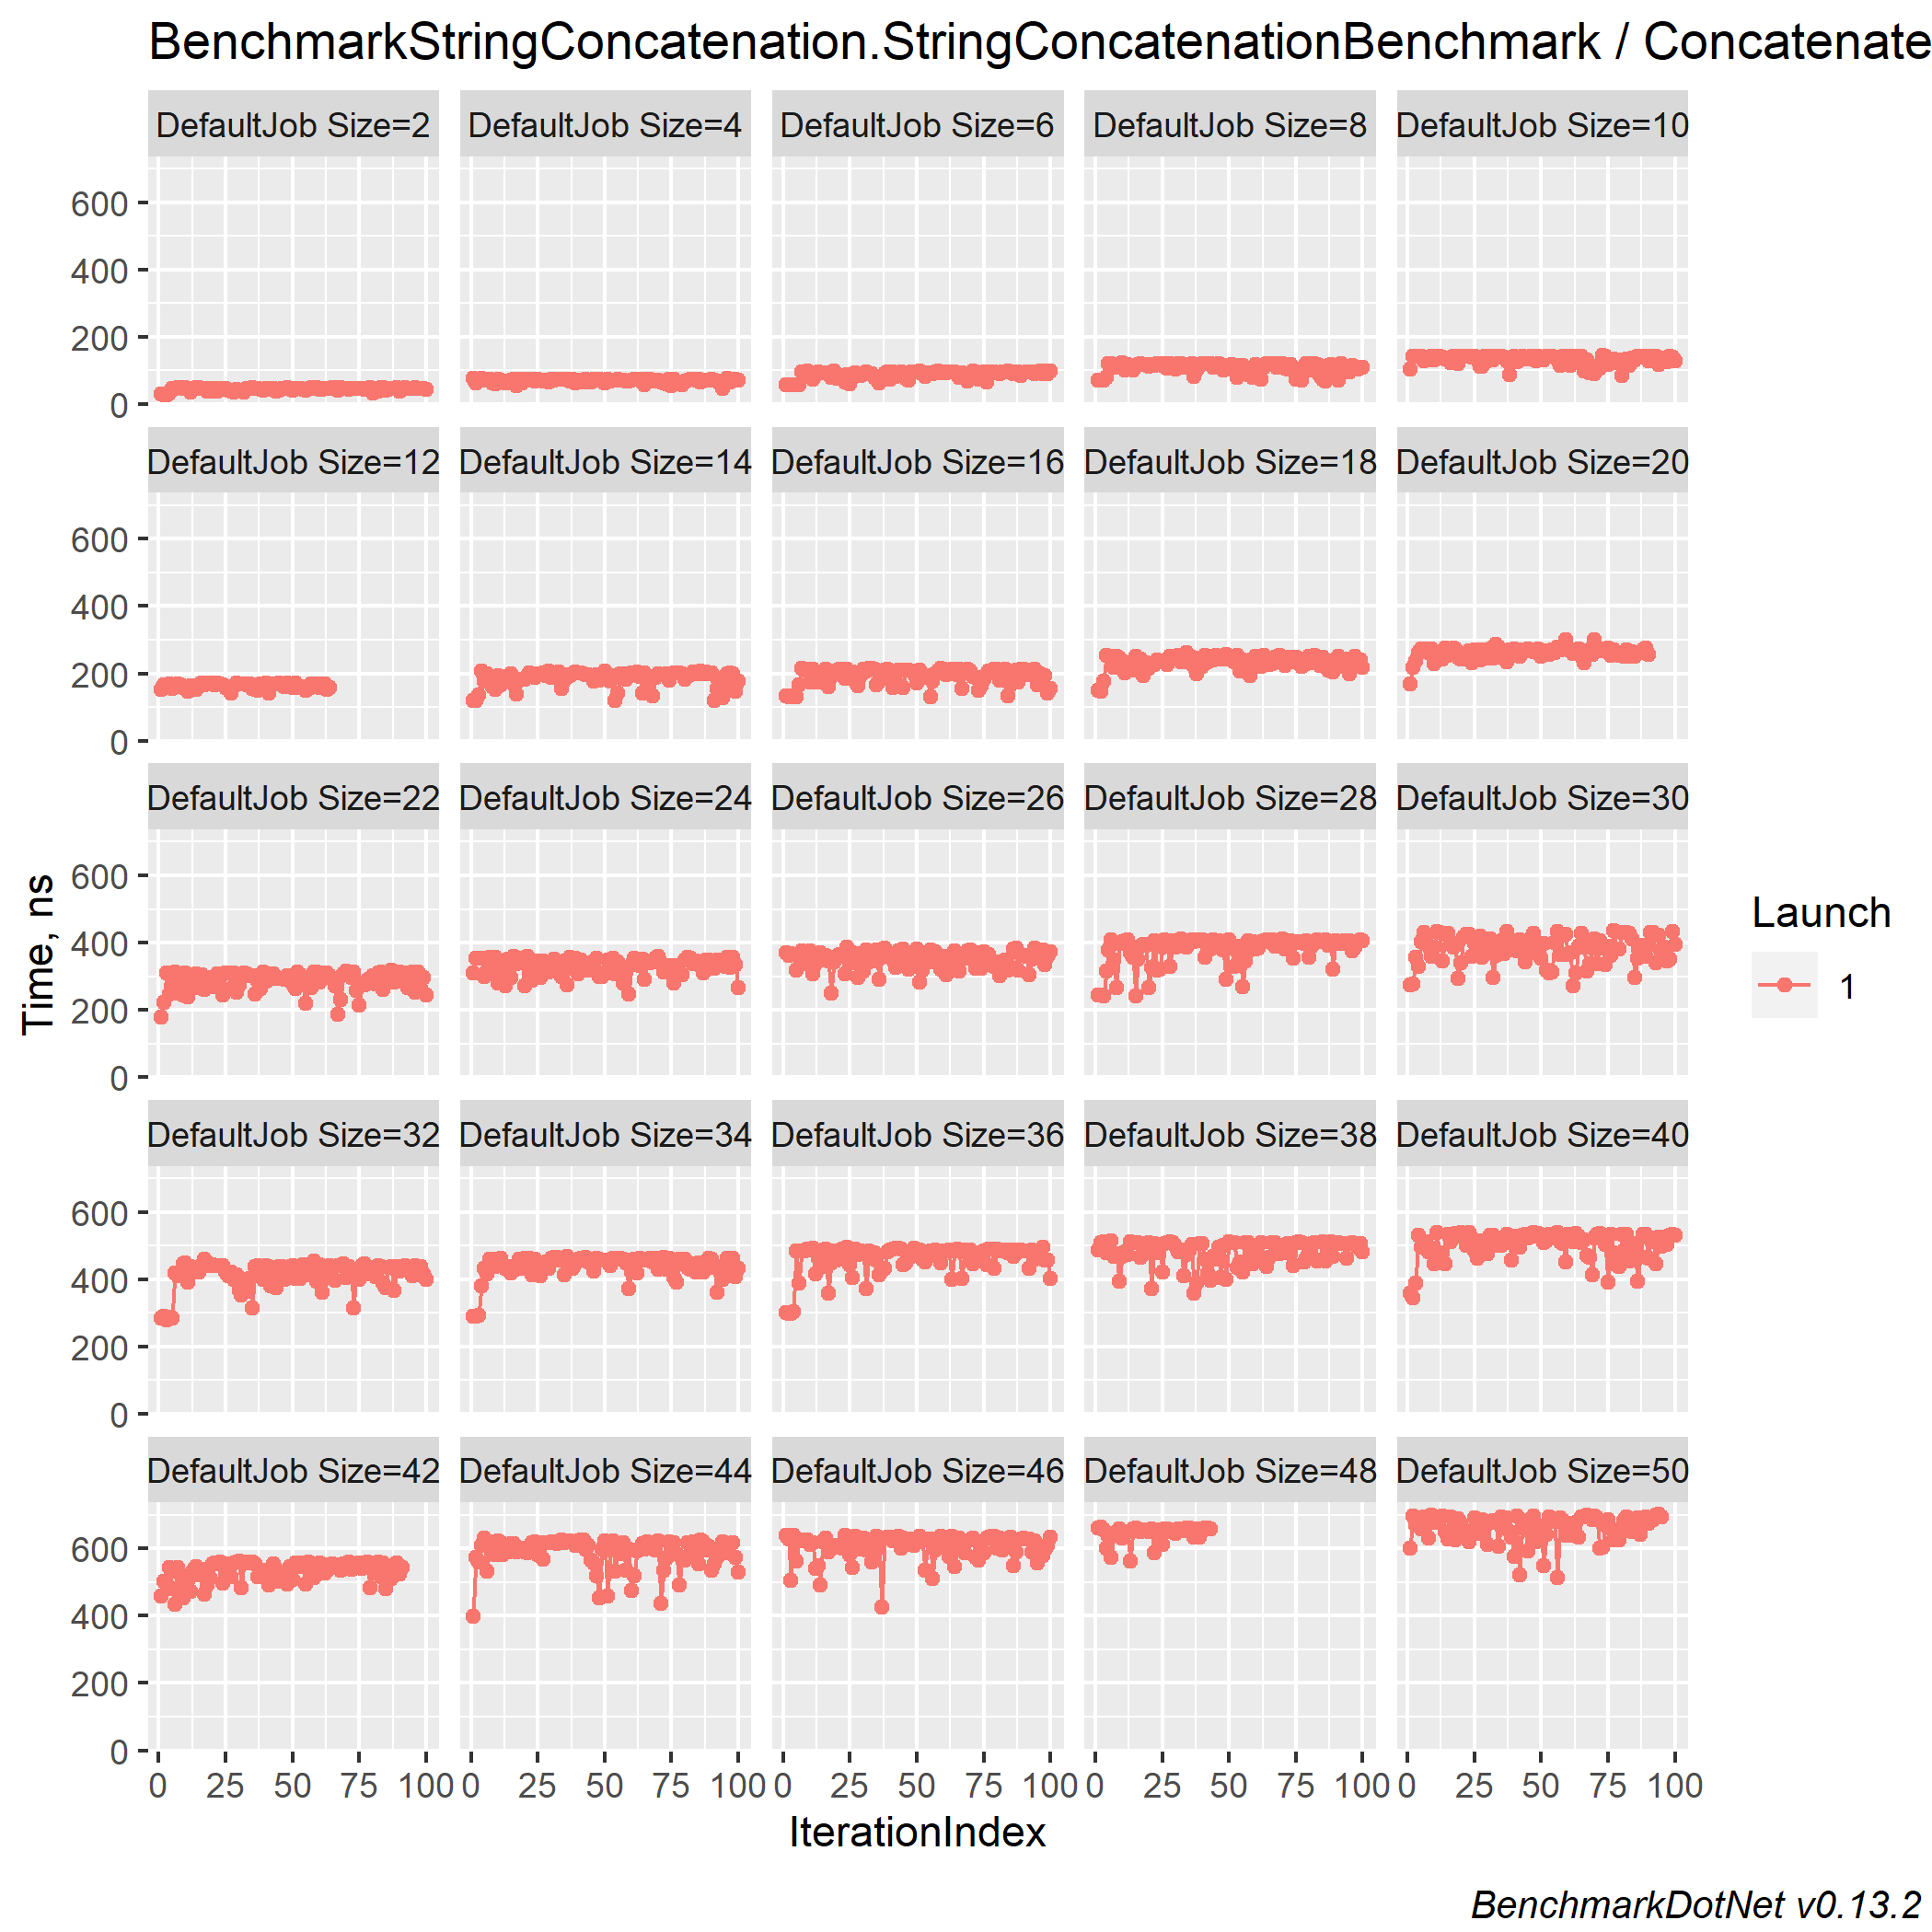 BenchmarkStringConcatenation.StringConcatenationBenchmark / Concatenate
DefaultJob Size=2 DefaultJob Size=4 DefaultJob Size=6 DefaultJob Size=8 DefaultJob Size=10
600
400
200
0
DefaultJob Size=12 DefaultJob Size=14 DefaultJob Size=16 DefaultJob Size=18 DefaultJob Size=20
600
400
200
0
DefaultJob Size=22 DefaultJob Size=24 DefaultJob Size=26 DefaultJob Size=28 DefaultJob Size=30
600
400
200
0
Time, ns
Launch
1
DefaultJob Size=32 DefaultJob Size=34 DefaultJob Size=36 DefaultJob Size=38 DefaultJob Size=40
600
400
200
0
DefaultJob Size=42 DefaultJob Size=44 DefaultJob Size=46 DefaultJob Size=48 DefaultJob Size=50
600
400
200
0
0 25 50 75 100 0 25 50 75 100 0 25 50 75 100 0 25 50 75 100 0 25 50 75 100
IterationIndex
BenchmarkDotNet v0.13.2